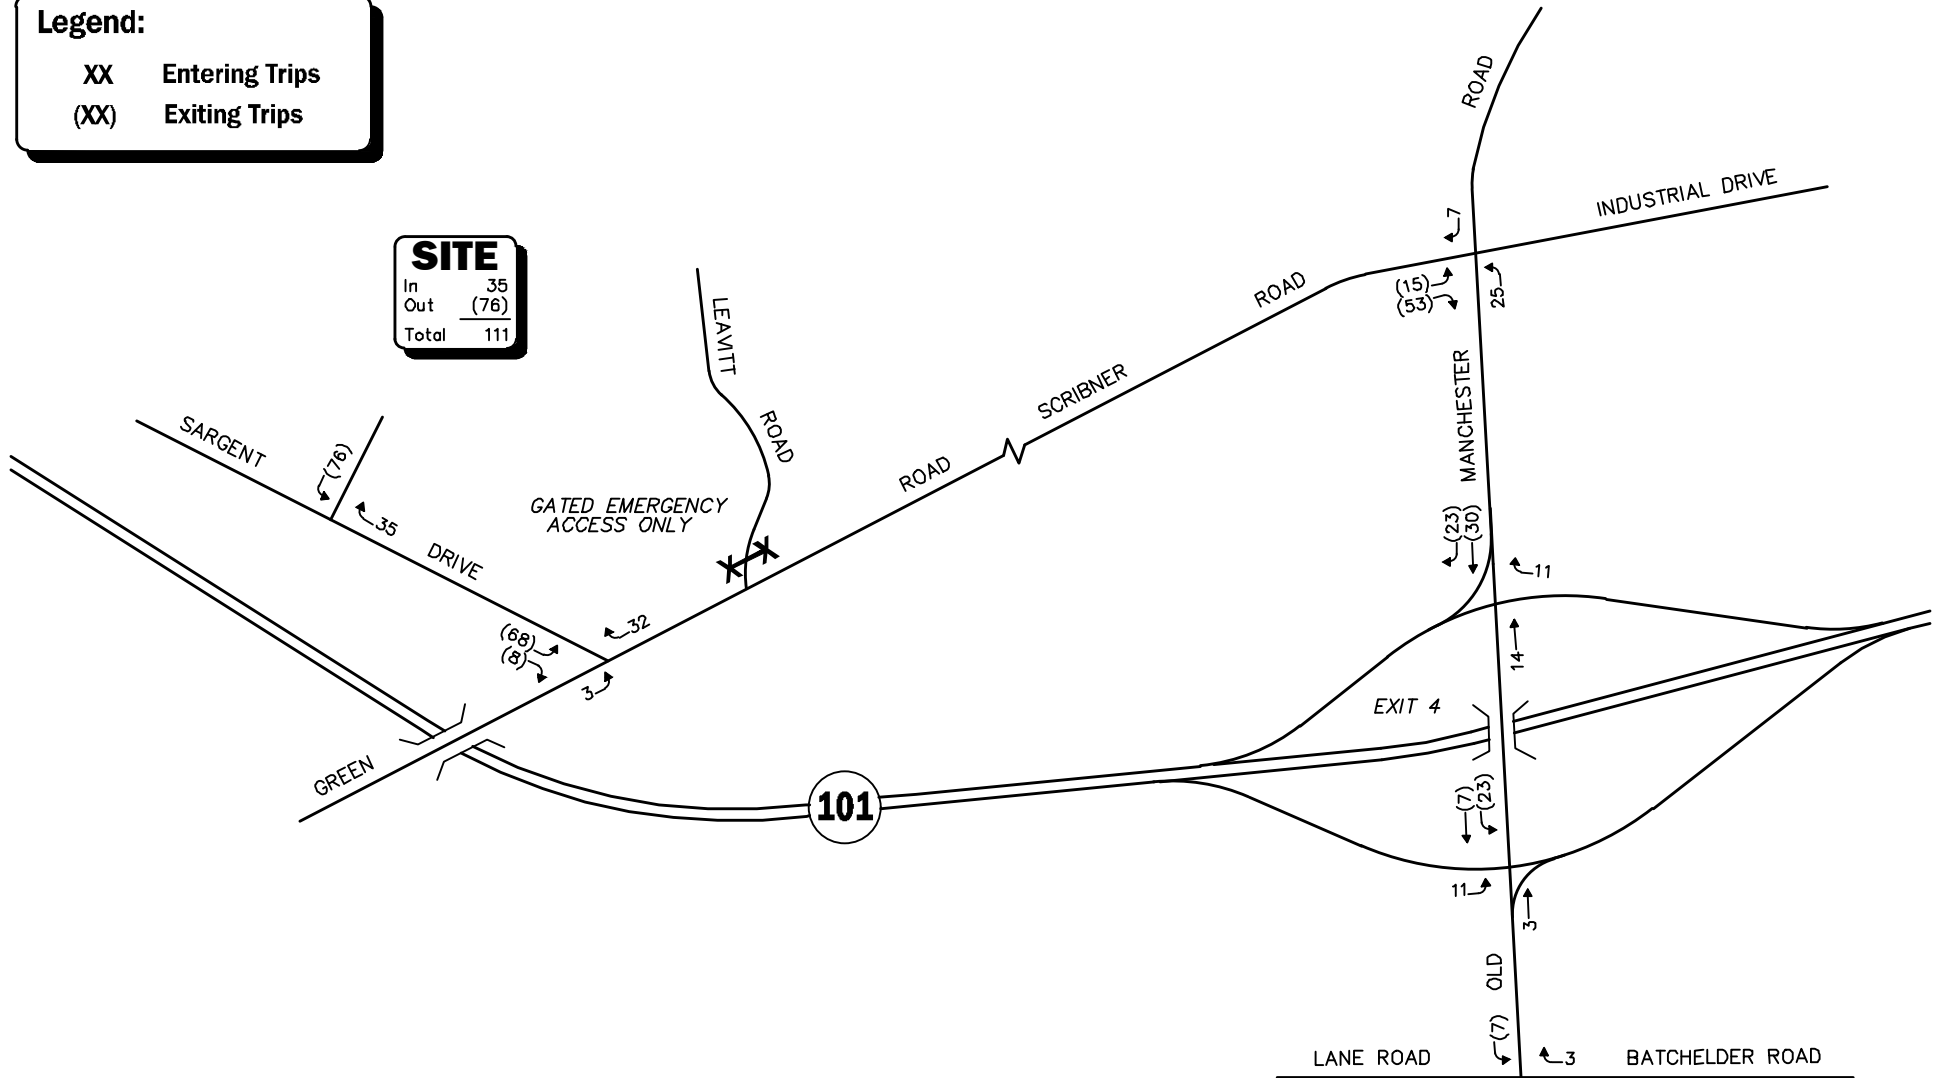 Legend:
XX Entering Trips
(XX) Exiting Trips
ROAD
INDUSTRIAL DRIVE
7
SITE
In 35
Out (76)
Total 111
(15)
(53)
25
ROAD
LEAVITT
ROAD
SCRIBNER
ROAD
MANCHESTER
SARGENT
(76)
35
DRIVE
GATED EMERGENCY
ACCESS ONLY
X X
(23)
(30)
11
32
(68)
(8)
3
14
EXIT 4
GREEN
101
(7)
(23)
11
3
OLD
(7)
3
LANE ROAD
BATCHELDER ROAD